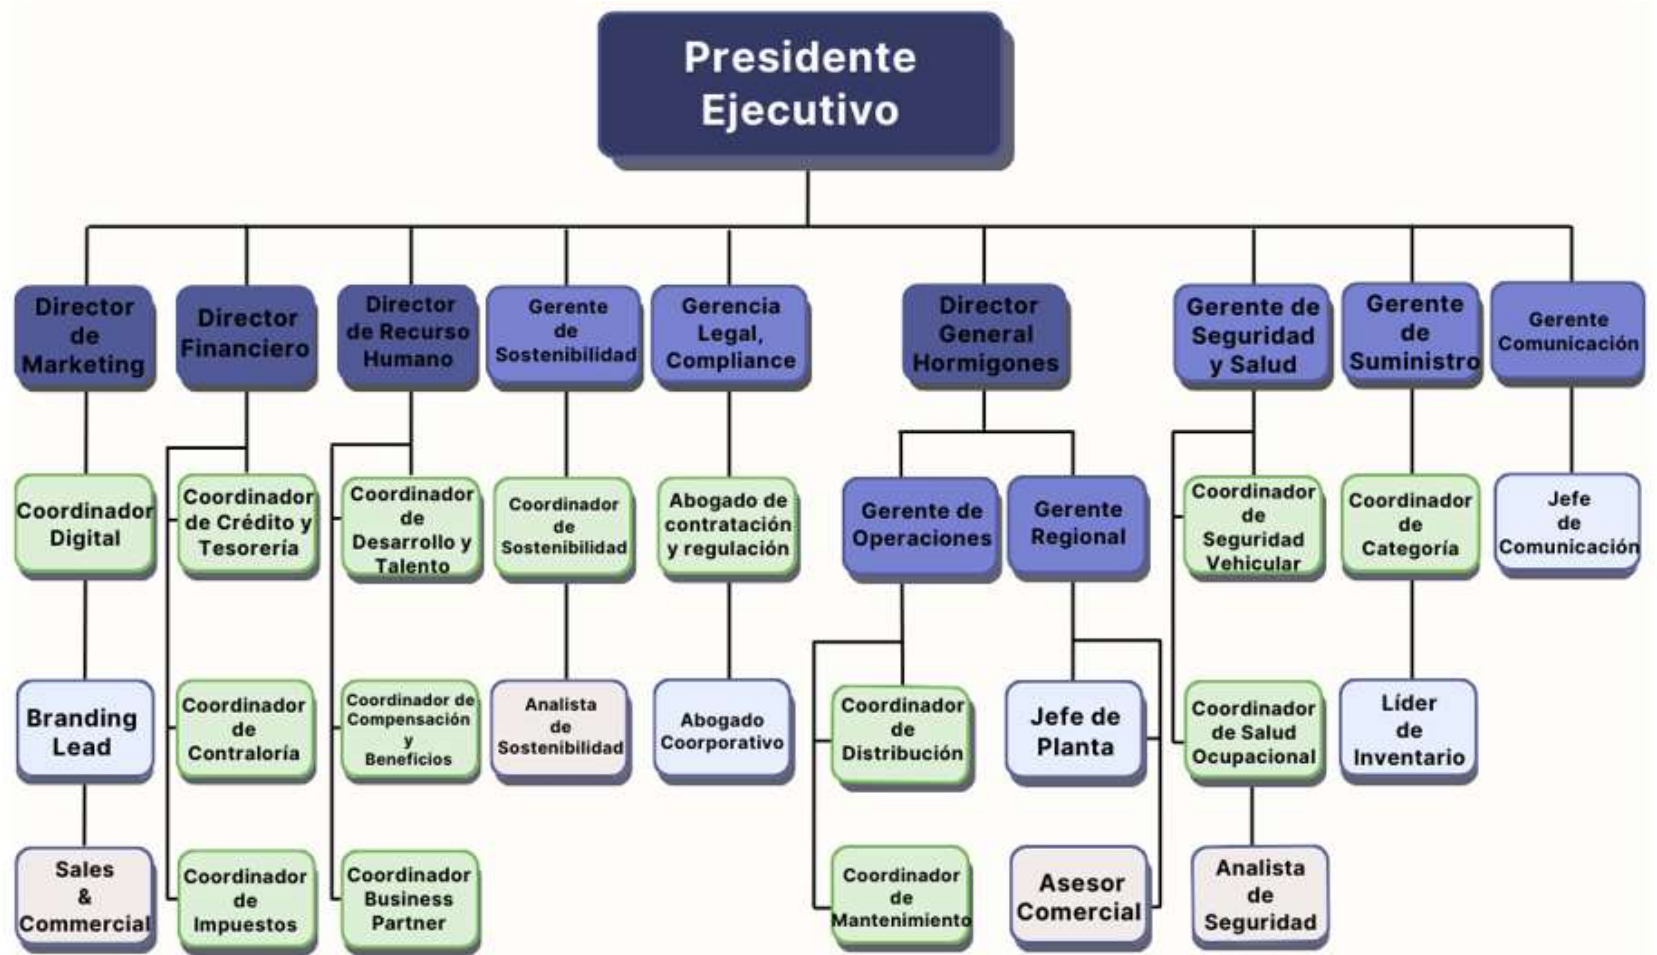 Presidente
Ejecutivo
Director
de
Marketing
Director
Financiero
Director
de Recurso
Humano
Gerente
de
Sostenibilidad
Gerencia
Legal,
Compliance
Director
General
Hormigones
Gerente de
Seguridad
y Salud
Gerente
de
Suministro
Gerente
Comunicación
Coordinador
Digital
Coordinador
de Crédito y
Tesorería
Coordinador
de
Desarrollo y
Talento
Coordinador
de
Sostenibilidad
Abogado de
contratación
y regulación
Gerente de
Operaciones
Gerente
Regional
Coordinador
de
Seguridad
Vehicular
Coordinador
de
Categoría
Jefe
de
Comunicación
Branding
Lead
Coordinador
de
Contraloría
Coordinador de
Compensación
y
Beneficios
Analista
de
Sostenibilidad
Abogado
Coorporativo
Coordinador
de
Distribución
Jefe de
Planta
Coordinador
de Salud
Ocupacional
Líder
de
Inventario
Sales
&
Commercial
Coordinador
de
Impuestos
Coordinador
Business
Partner
Coordinador
de
Mantenimiento
Asesor
Comercial
Analista
de
Seguridad